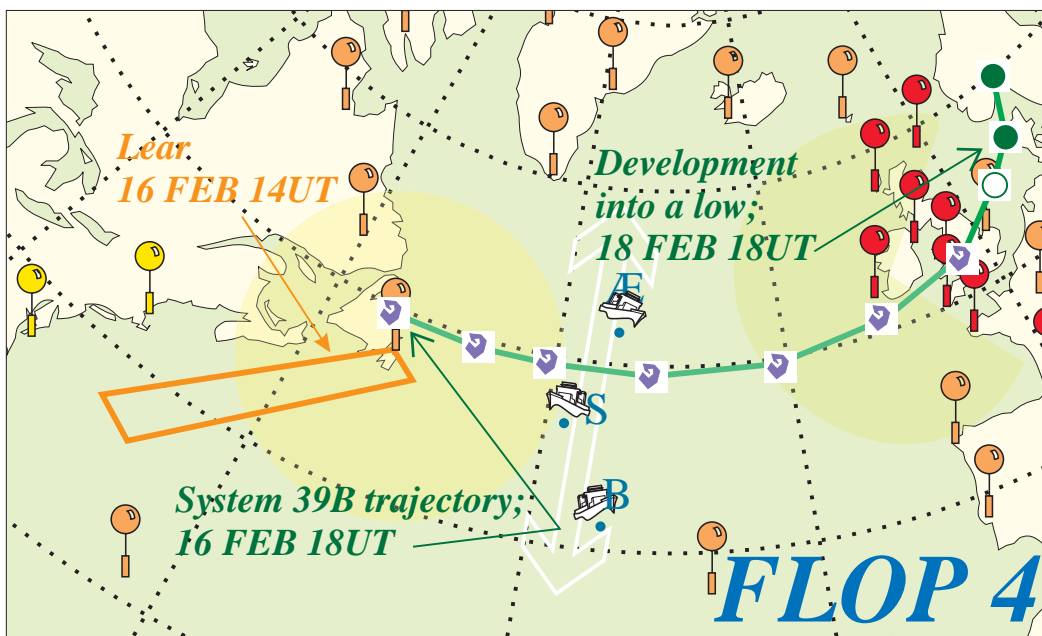 Lear
16 FEB 14UT
Development
into a low;
18 FEB 18UT
Æ
S
B
System 39B trajectory;
16 FEB 18UT
FLOP 4